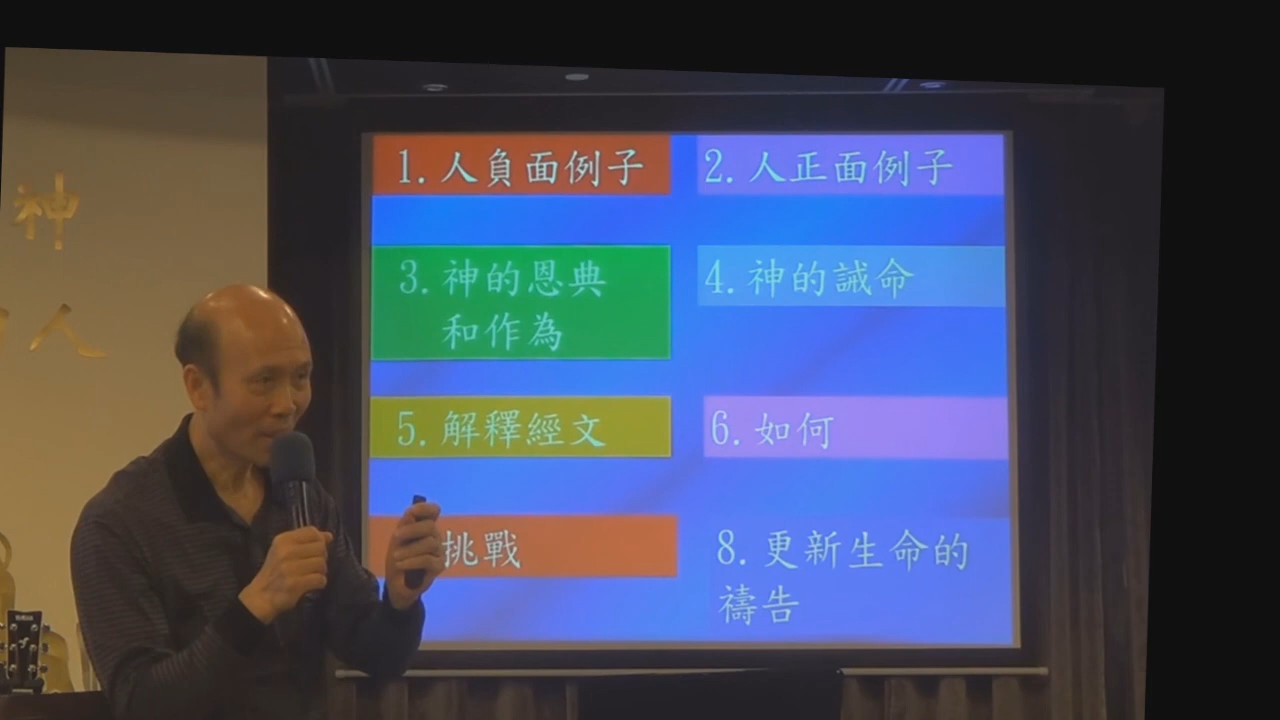 神
人
1.人負面例子
2.人正面例子
3.神的恩典
和作為
4.神的誡命
5.解釋經文
6.如何
挑戰
8.更新生命的
禱告